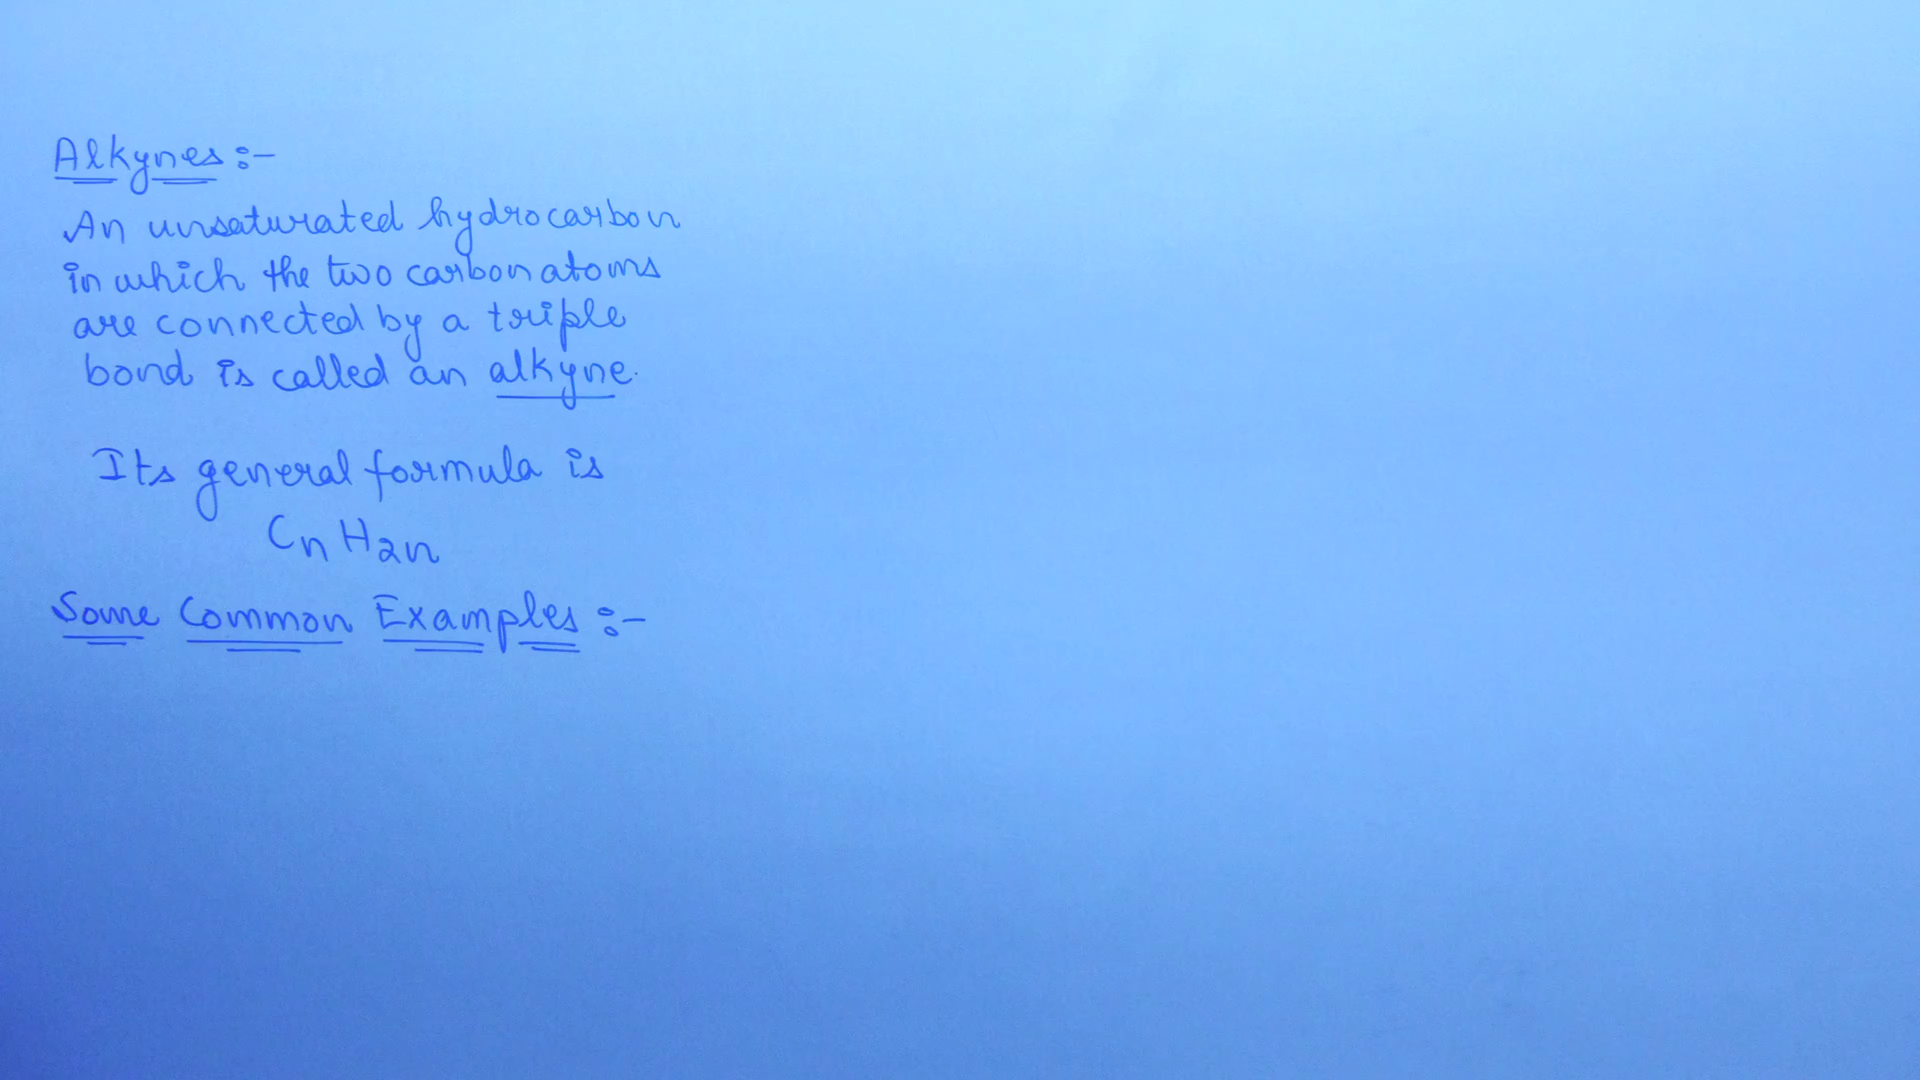 Alkynes :-
An unsaturated hydrocarbon
in which the two carbon atoms
are connected by a triple
bond is called an alkyne.
Its general formula is
CnH2n
Some Common Examples :-